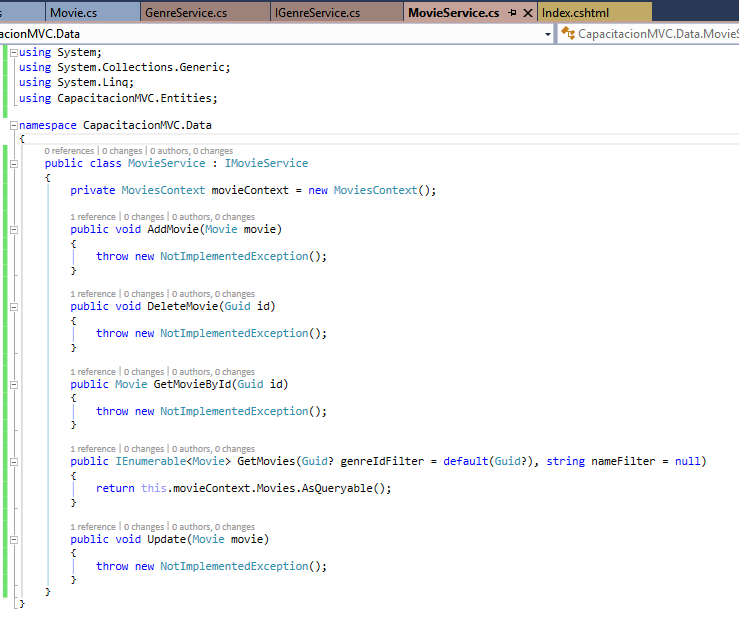 s Movie.cs GenreService.cs IGenreService.cs MovieService.cs Index.cshtml
acionMVC.Data CapacitacionMVC.Data.MovieS
using System;
using System.Collections.Generic;
using System.Linq;
using CapacitacionMVC.Entities;
namespace CapacitacionMVC.Data
{
0 references | 0 changes | 0 authors, 0 changes
public class MovieService : IMovieService
{
private MoviesContext movieContext = new MoviesContext();
1 reference | 0 changes | 0 authors, 0 changes
public void AddMovie(Movie movie)
{
throw new NotImplementedException();
}
1 reference | 0 changes | 0 authors, 0 changes
public void DeleteMovie(Guid id)
{
throw new NotImplementedException();
}
1 reference | 0 changes | 0 authors, 0 changes
public Movie GetMovieById(Guid id)
{
throw new NotImplementedException();
}
1 reference | 0 changes | 0 authors, 0 changes
public IEnumerable<Movie> GetMovies(Guid? genreIdFilter = default(Guid?), string nameFilter = null)
{
return this.movieContext.Movies.AsQueryable();
}
1 reference | 0 changes | 0 authors, 0 changes
public void Update(Movie movie)
{
throw new NotImplementedException();
}
}
}